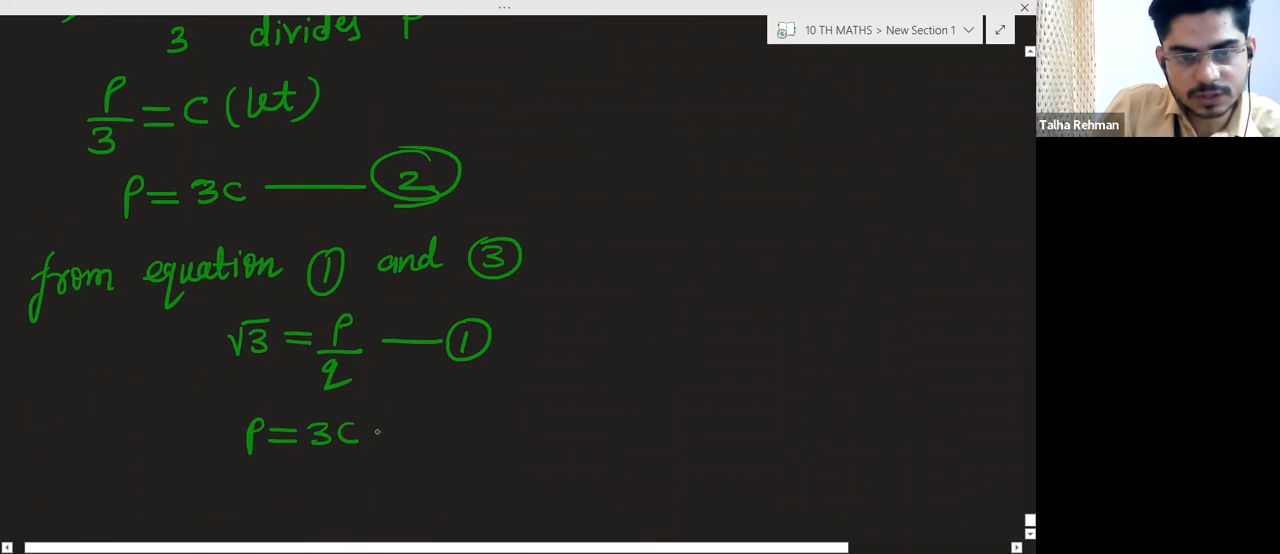 3 divides p
p/3 = c (let)
p = 3c —— ②
from equation ① and ③
√3 = p/q —— ①
p = 3c
10 TH MATHS > New Section 1
Talha Rehman